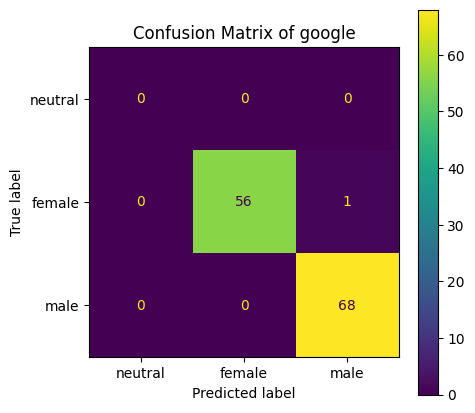 Confusion Matrix of google
True label
neutral
female
male
0 0 0
0 56 1
0 0 68
neutral female male
Predicted label
60
50
40
30
20
10
0